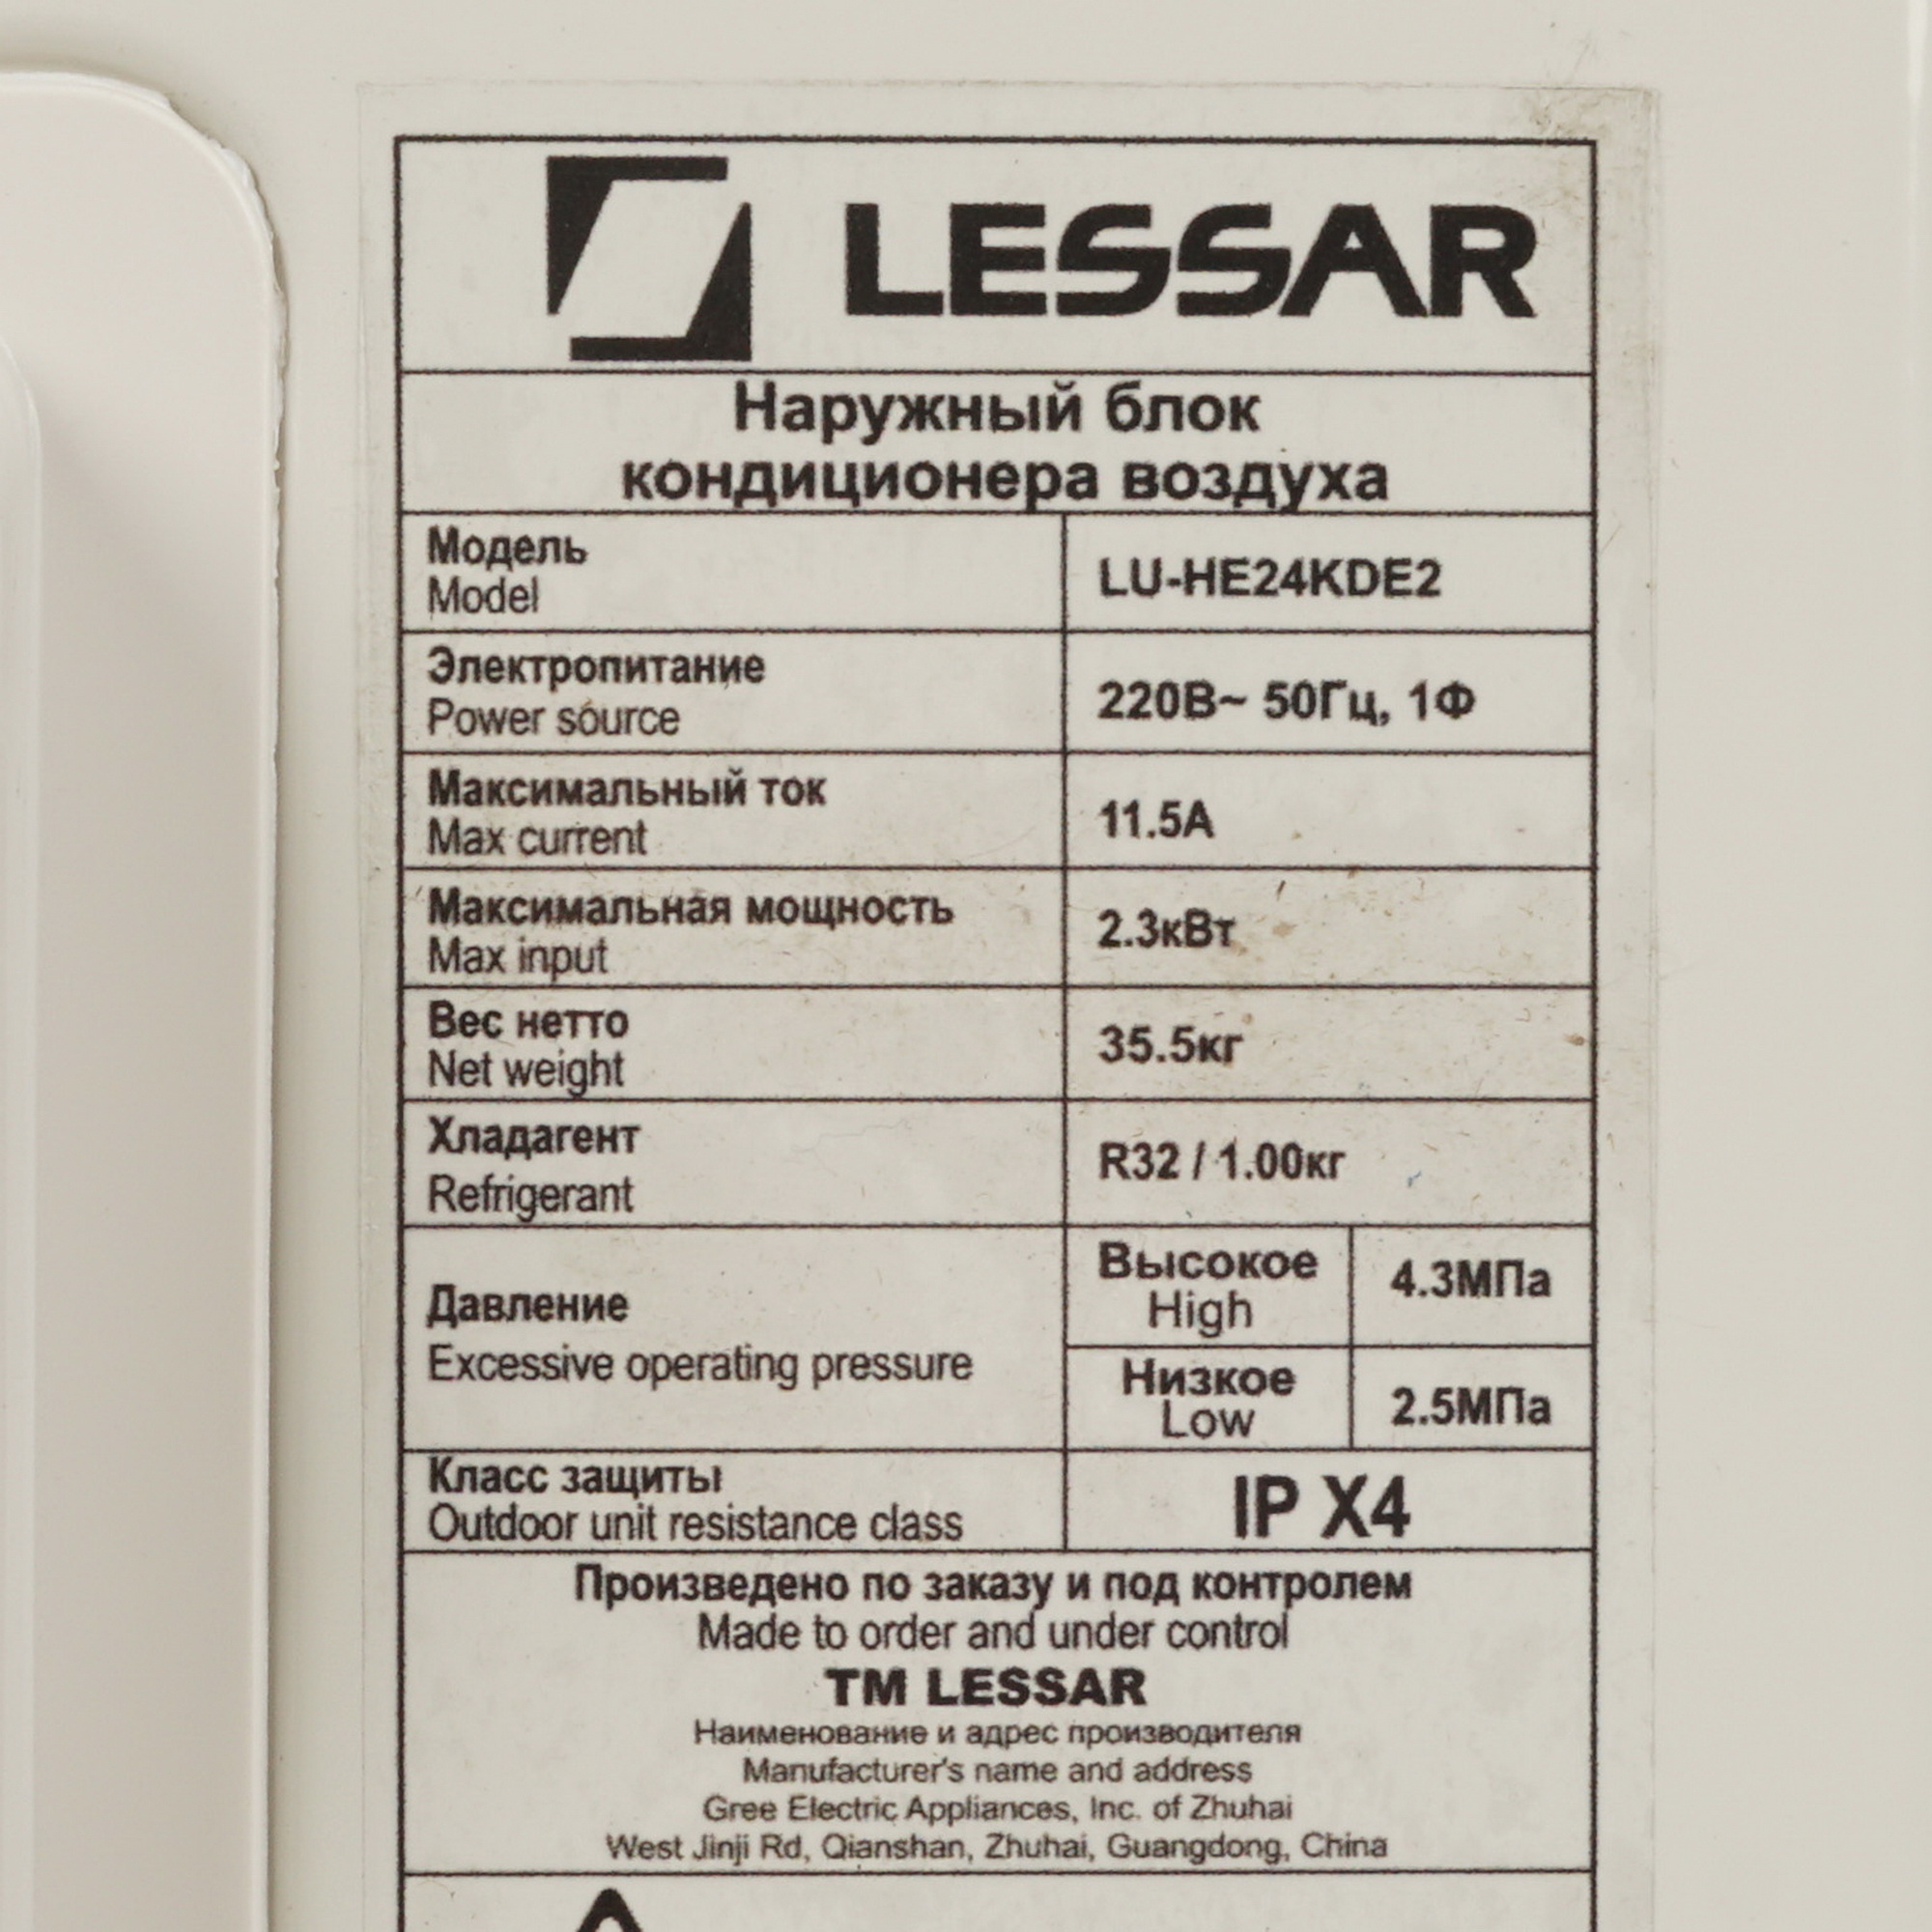 LESSAR
Наружный блок
кондиционера воздуха
Модель
Model
LU-HE24KDE2
Электропитание
Power source
220В~ 50Гц, 1Ф
Максимальный ток
Max current
11.5А
Максимальная мощность
Max input
2.3кВт
Вес нетто
Net weight
35.5кг
Хладагент
Refrigerant
R32 / 1.00кг
Давление
Excessive operating pressure
Высокое
High
4.3МПа
Низкое
Low
2.5МПа
Класс защиты
Outdoor unit resistance class
IP X4
Произведено по заказу и под контролем
Made to order and under control
TM LESSAR
Наименование и адрес производителя
Manufacturer's name and address
Gree Electric Appliances, Inc. of Zhuhai
West Jinji Rd, Qianshan, Zhuhai, Guangdong, China